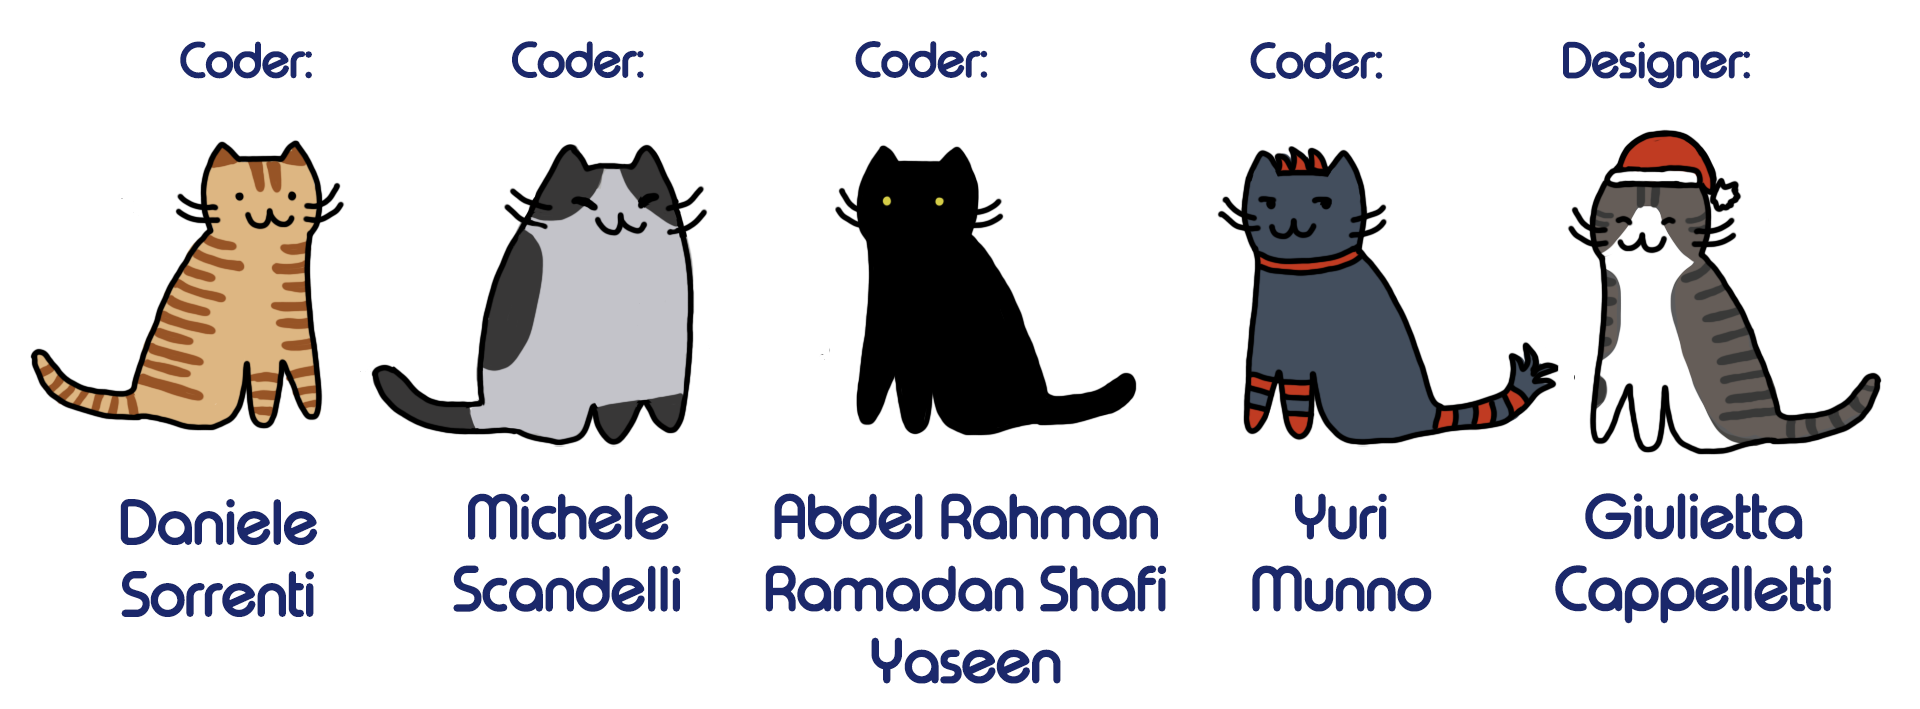 Coder:
Coder:
Coder:
Coder:
Designer:
Daniele
Sorrenti
Michele
Scandelli
Abdel Rahman
Ramadan Shafi
Yaseen
Yuri
Munno
Giulietta
Cappelletti